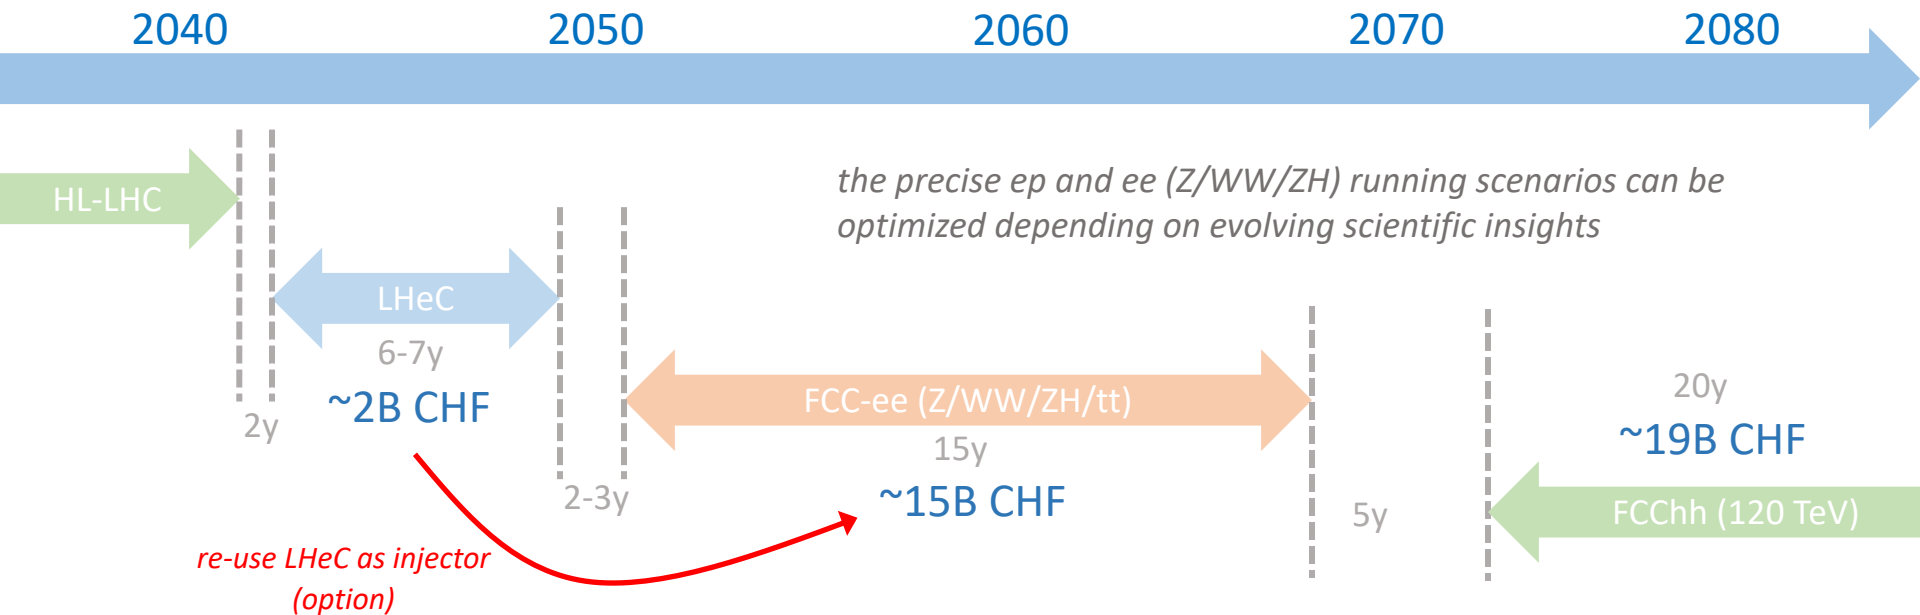 2040 2050 2060 2070 2080
HL-LHC
the precise ep and ee (Z/WW/ZH) running scenarios can be
optimized depending on evolving scientific insights
LHeC
6-7y
~2B CHF
2y
2-3y
FCC-ee (Z/WW/ZH/tt)
15y
~15B CHF
5y
20y
~19B CHF
FCChh (120 TeV)
re-use LHeC as injector
(option)